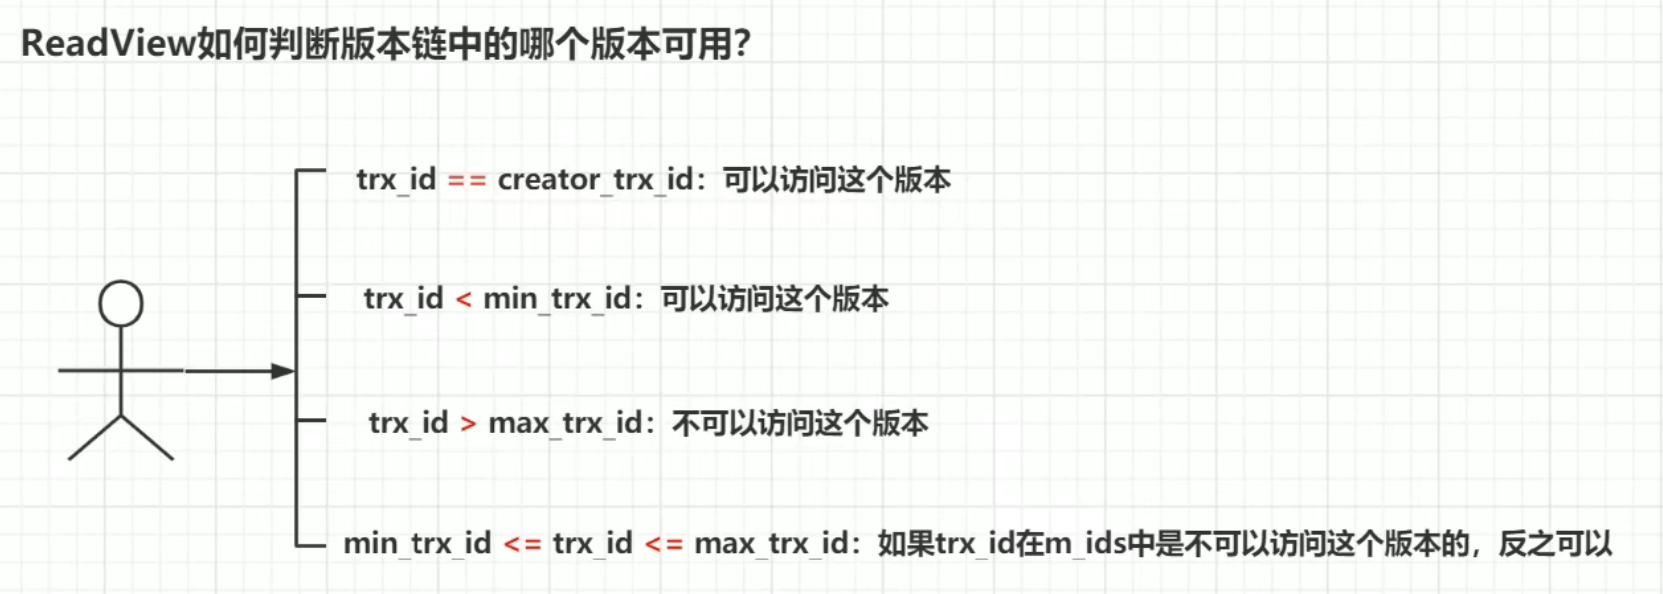 ReadView如何判断版本链中的哪个版本可用？
trx_id == creator_trx_id：可以访问这个版本
trx_id < min_trx_id：可以访问这个版本
trx_id > max_trx_id：不可以访问这个版本
min_trx_id <= trx_id <= max_trx_id：如果trx_id在m_ids中是不可以访问这个版本的，反之可以